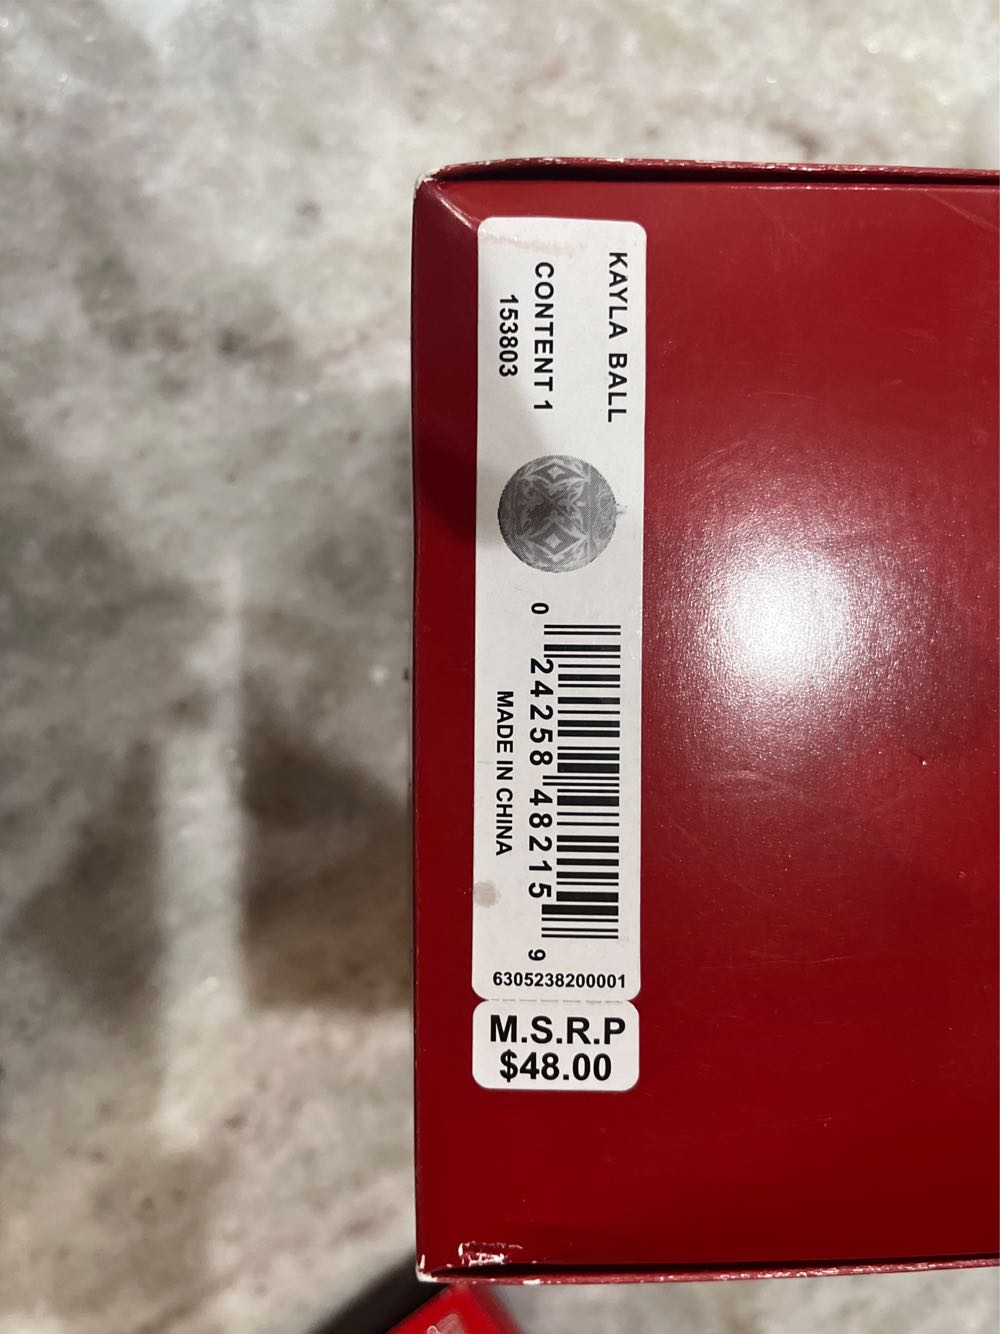 KAYLA BALL
CONTENT 1
153803
0 24258 48215 9
MADE IN CHINA
6305238200001
M.S.R.P
$48.00